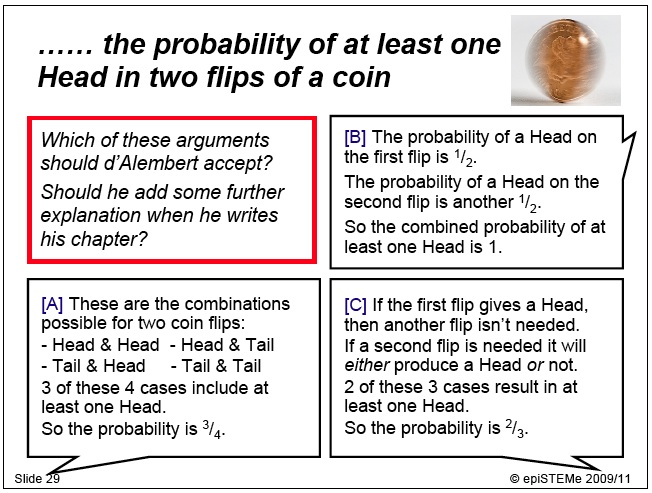 …… the probability of at least one
Head in two flips of a coin
Which of these arguments
should d’Alembert accept?
Should he add some further
explanation when he writes
his chapter?
[B] The probability of a Head on
the first flip is 1/2.
The probability of a Head on the
second flip is another 1/2.
So the combined probability of at
least one Head is 1.
[A] These are the combinations
possible for two coin flips:
- Head & Head - Head & Tail
- Tail & Head - Tail & Tail
3 of these 4 cases include at
least one Head.
So the probability is 3/4.
[C] If the first flip gives a Head,
then another flip isn’t needed.
If a second flip is needed it will
either produce a Head or not.
2 of these 3 cases result in at
least one Head.
So the probability is 2/3.
Slide 29
© epiSTEMe 2009/11